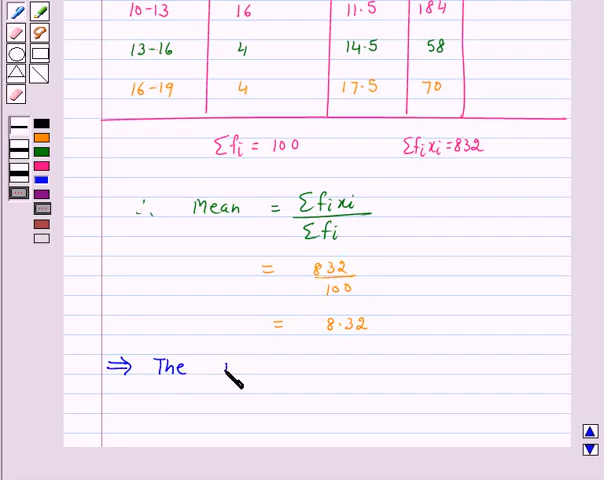 10-13 16 11.5 184
13-16 4 14.5 58
16-19 4 17.5 70
Σfi = 100 Σfixi=832
∴ Mean = Σfixi / Σfi
= 832 / 100
= 8.32
⇒ The